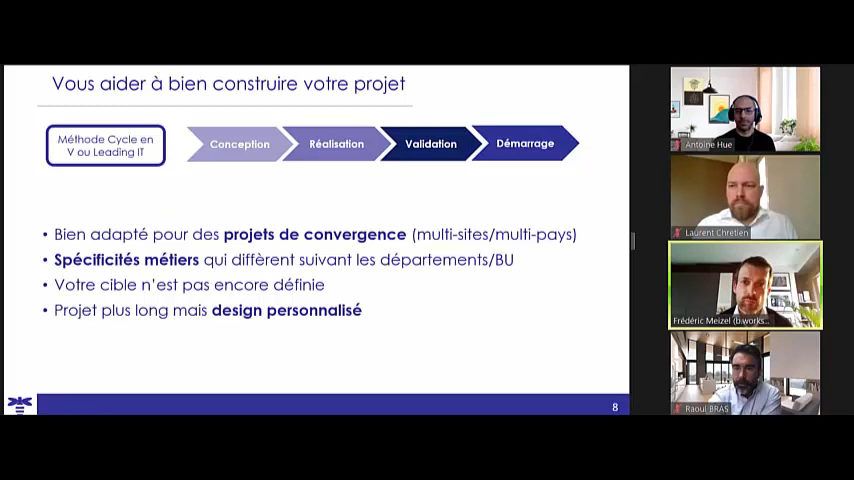 Vous aider à bien construire votre projet
Méthode Cycle en
V ou Leading IT
Conception
Réalisation
Validation
Démarrage
• Bien adapté pour des projets de convergence (multi-sites/multi-pays)
• Spécificités métiers qui diffèrent suivant les départements/BU
• Votre cible n'est pas encore définie
• Projet plus long mais design personnalisé
8
Antoine Hue
Laurent Chretien
Frédéric Meizel (b.works...
Raoul BRAS